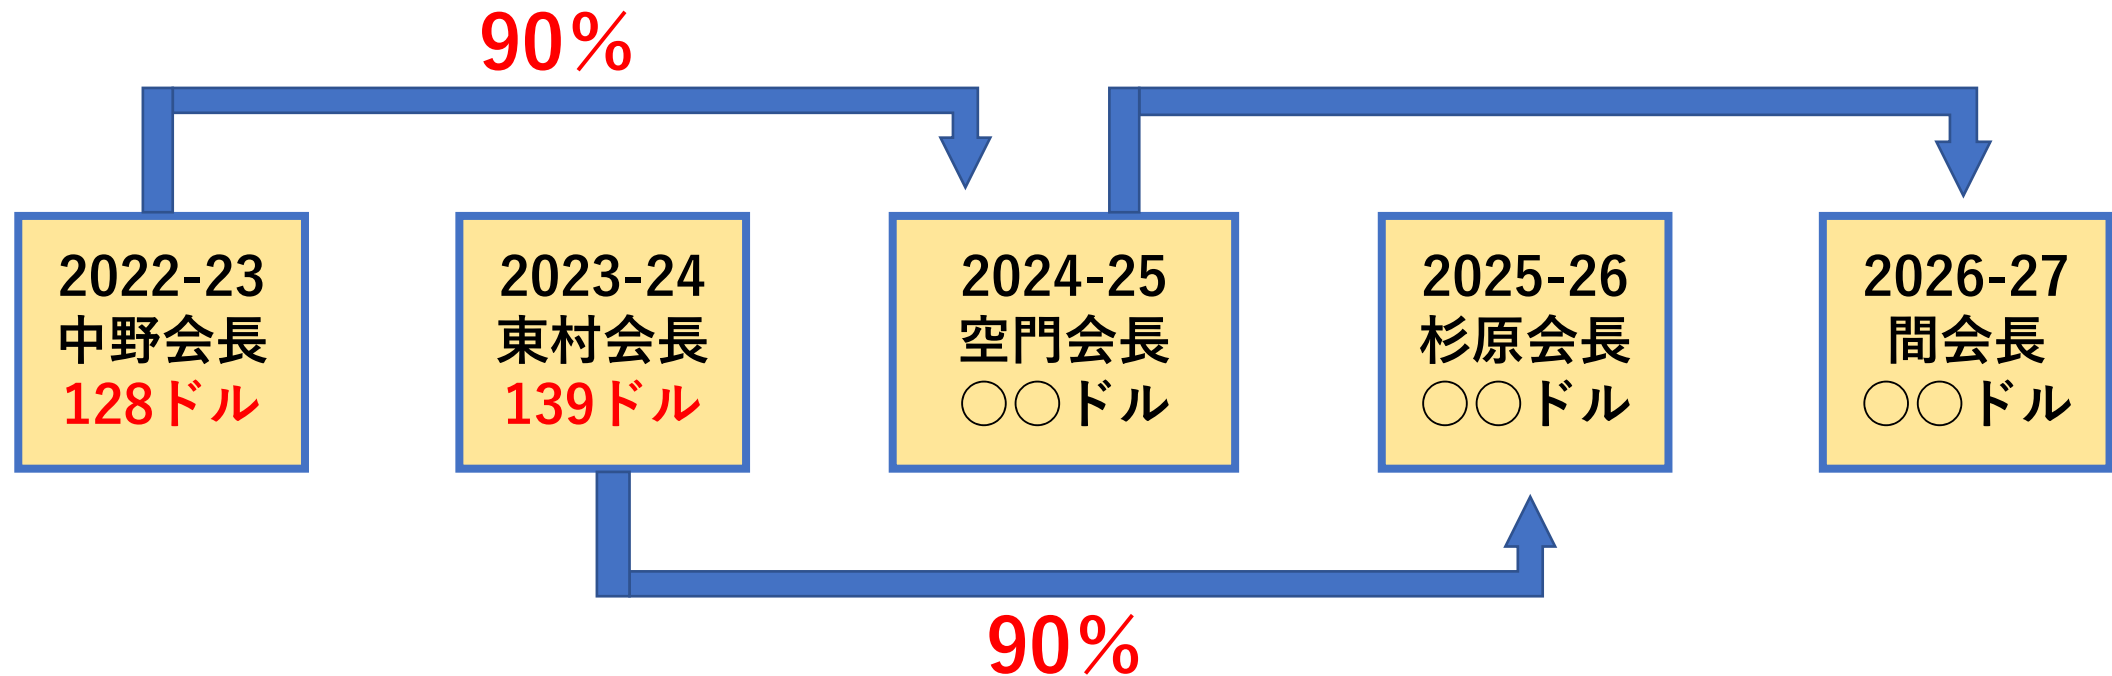 90％
2022-23
中野会長
128ドル
2023-24
東村会長
139ドル
2024-25
空門会長
○○ドル
2025-26
杉原会長
○○ドル
2026-27
間会長
○○ドル
90％